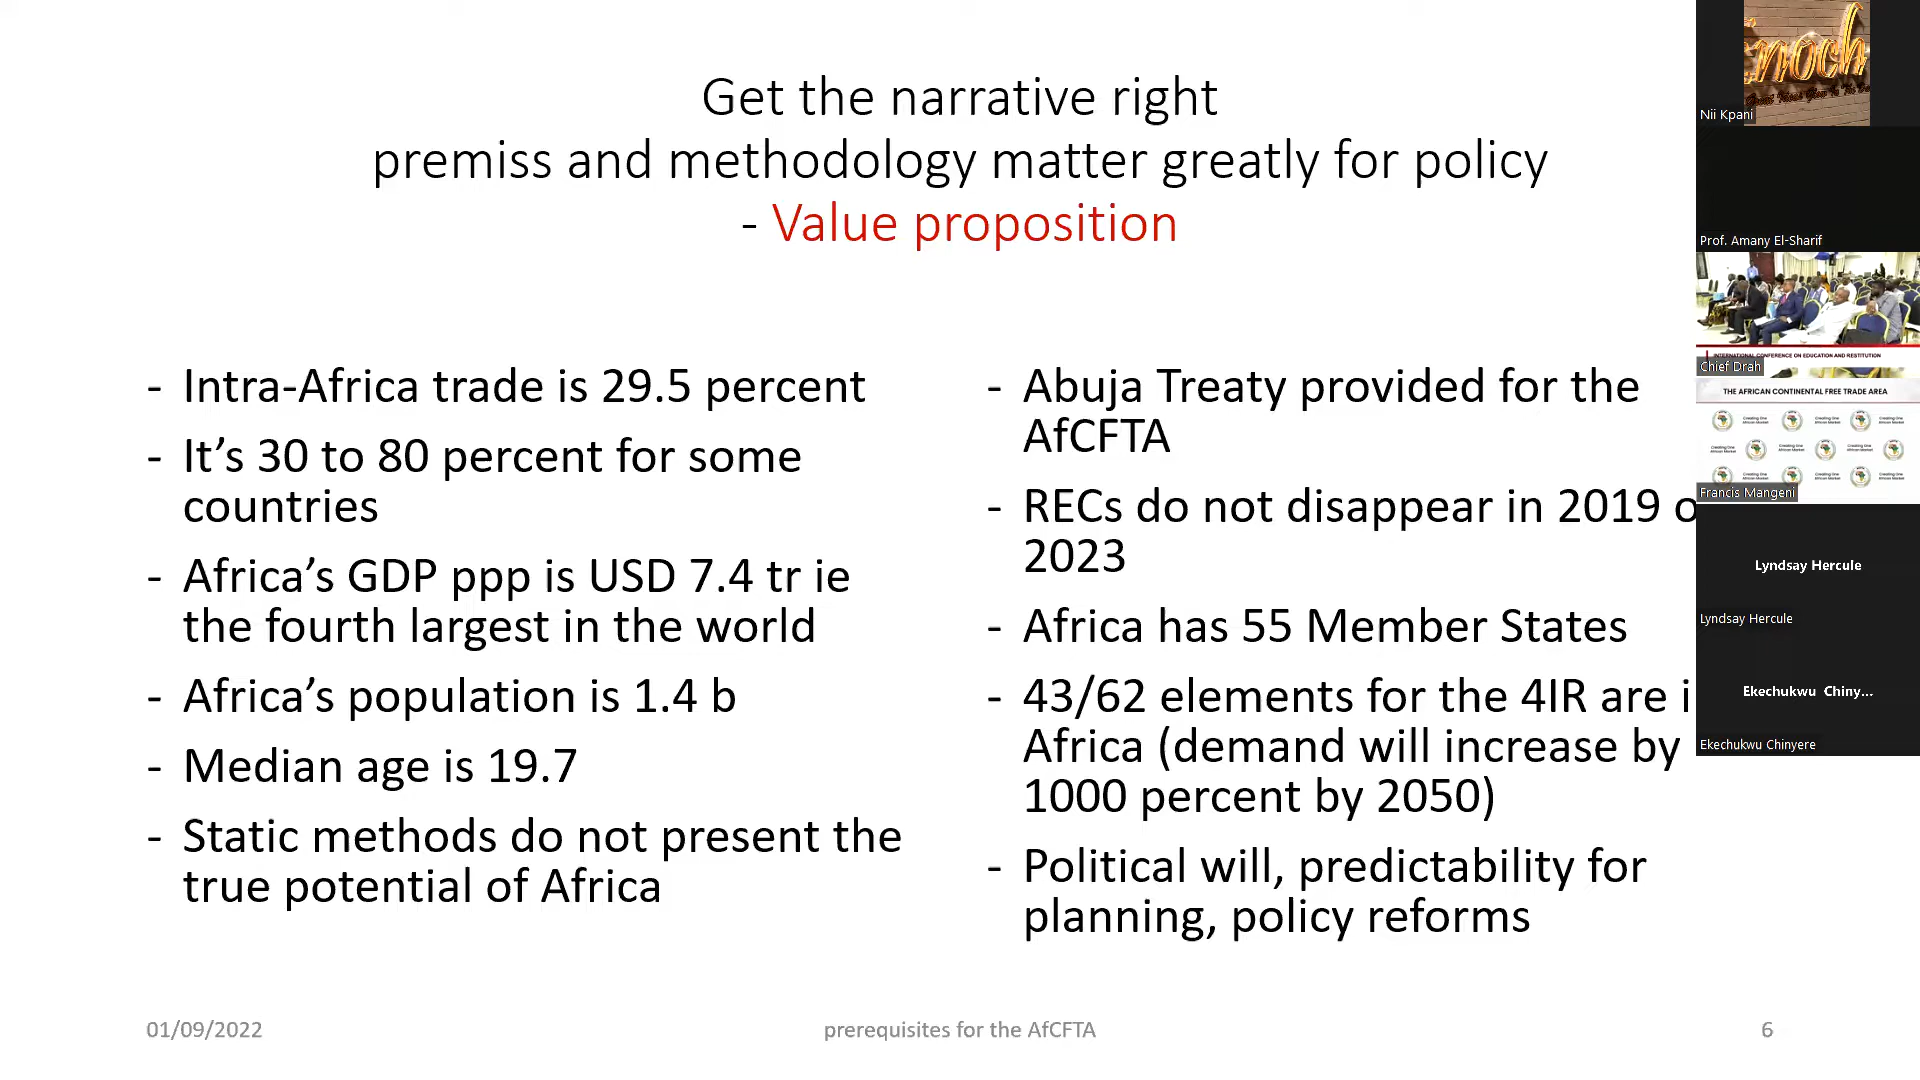 Get the narrative right
premiss and methodology matter greatly for policy
- Value proposition
- Intra-Africa trade is 29.5 percent
- It’s 30 to 80 percent for some
countries
- Africa’s GDP ppp is USD 7.4 tr ie
the fourth largest in the world
- Africa’s population is 1.4 b
- Median age is 19.7
- Static methods do not present the
true potential of Africa
- Abuja Treaty provided for the
AfCFTA
- RECs do not disappear in 2019
2023
- Africa has 55 Member States
- 43/62 elements for the 4IR are
Africa (demand will increase by
1000 percent by 2050)
- Political will, predictability for
planning, policy reforms
01/09/2022
prerequisites for the AfCFTA
6
Nii Kpani
Prof. Amany El-Sharif
INTERNATIONAL CONFERENCE ON EDUCATION AND RESTITUTION
Chief Drah
THE AFRICAN CONTINENTAL FREE TRADE AREA
Francis Mangeni
Lyndsay Hercule
Lyndsay Hercule
Ekechukwu Chiny...
Ekechukwu Chinyere